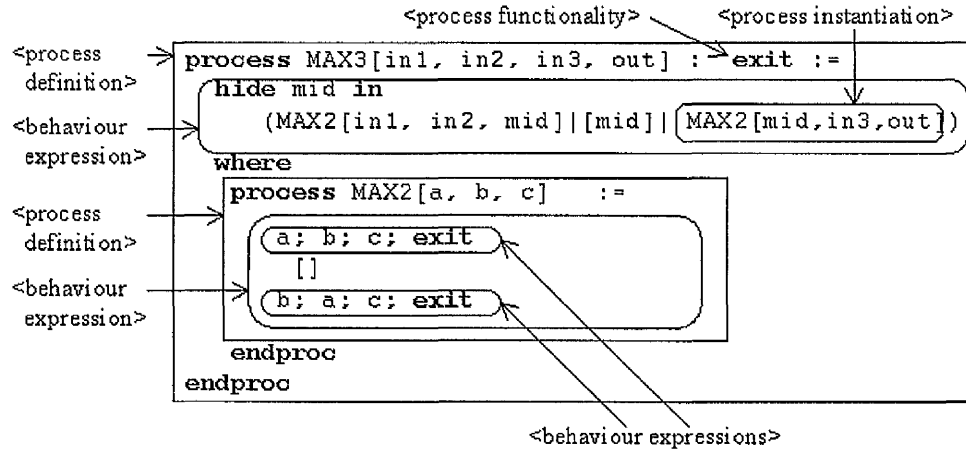 <process functionality> <process instantiation>
<process definition>
process MAX3[in1, in2, in3, out] :- exit :=
hide mid in
<behaviour expression>
(MAX2[in1, in2, mid]|[mid]| MAX2[mid,in3,out])
where
<process definition>
process MAX2[a, b, c] :=
a; b; c; exit
[]
<behaviour expression>
b; a; c; exit
endproc
endproc
<behaviour expressions>